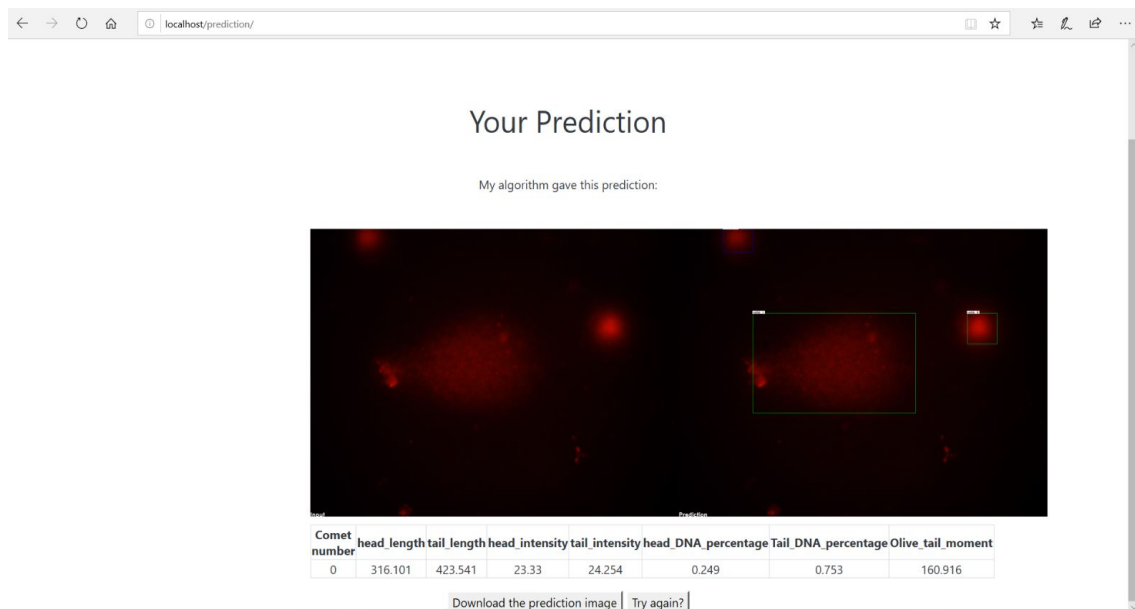 localhost/prediction/
Your Prediction
My algorithm gave this prediction:
Input
Prediction
Comet number head_length tail_length head_intensity tail_intensity head_DNA_percentage Tail_DNA_percentage Olive_tail_moment
0 316.101 423.541 23.33 24.254 0.249 0.753 160.916
Download the prediction image Try again?